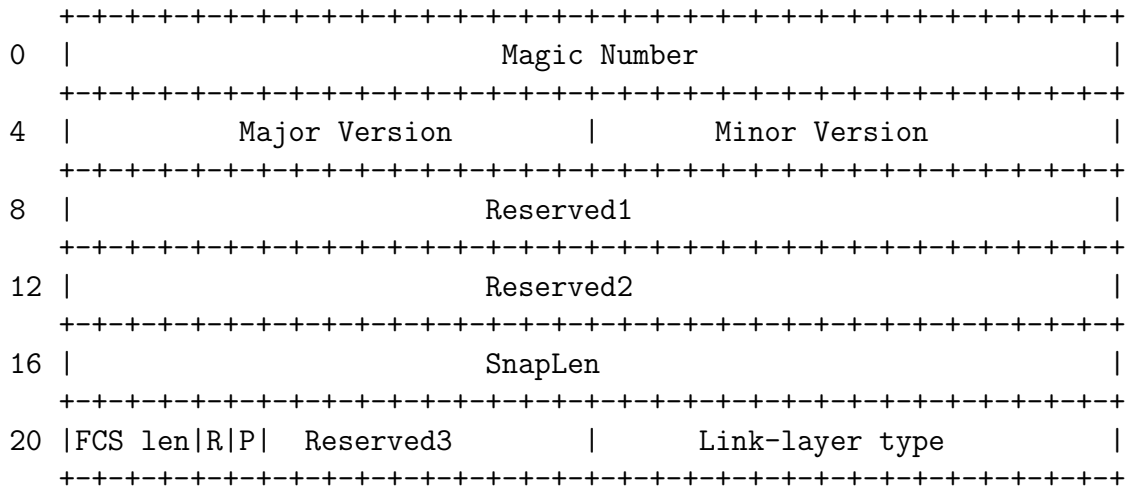 +-+-+-+-+-+-+-+-+-+-+-+-+-+-+-+-+-+-+-+-+-+-+-+-+-+-+-+-+-+-+-+-+
0 | Magic Number |
+-+-+-+-+-+-+-+-+-+-+-+-+-+-+-+-+-+-+-+-+-+-+-+-+-+-+-+-+-+-+-+-+
4 | Major Version | Minor Version |
+-+-+-+-+-+-+-+-+-+-+-+-+-+-+-+-+-+-+-+-+-+-+-+-+-+-+-+-+-+-+-+-+
8 | Reserved1 |
+-+-+-+-+-+-+-+-+-+-+-+-+-+-+-+-+-+-+-+-+-+-+-+-+-+-+-+-+-+-+-+-+
12 | Reserved2 |
+-+-+-+-+-+-+-+-+-+-+-+-+-+-+-+-+-+-+-+-+-+-+-+-+-+-+-+-+-+-+-+-+
16 | SnapLen |
+-+-+-+-+-+-+-+-+-+-+-+-+-+-+-+-+-+-+-+-+-+-+-+-+-+-+-+-+-+-+-+-+
20 |FCS len|R|P| Reserved3 | Link-layer type |
+-+-+-+-+-+-+-+-+-+-+-+-+-+-+-+-+-+-+-+-+-+-+-+-+-+-+-+-+-+-+-+-+